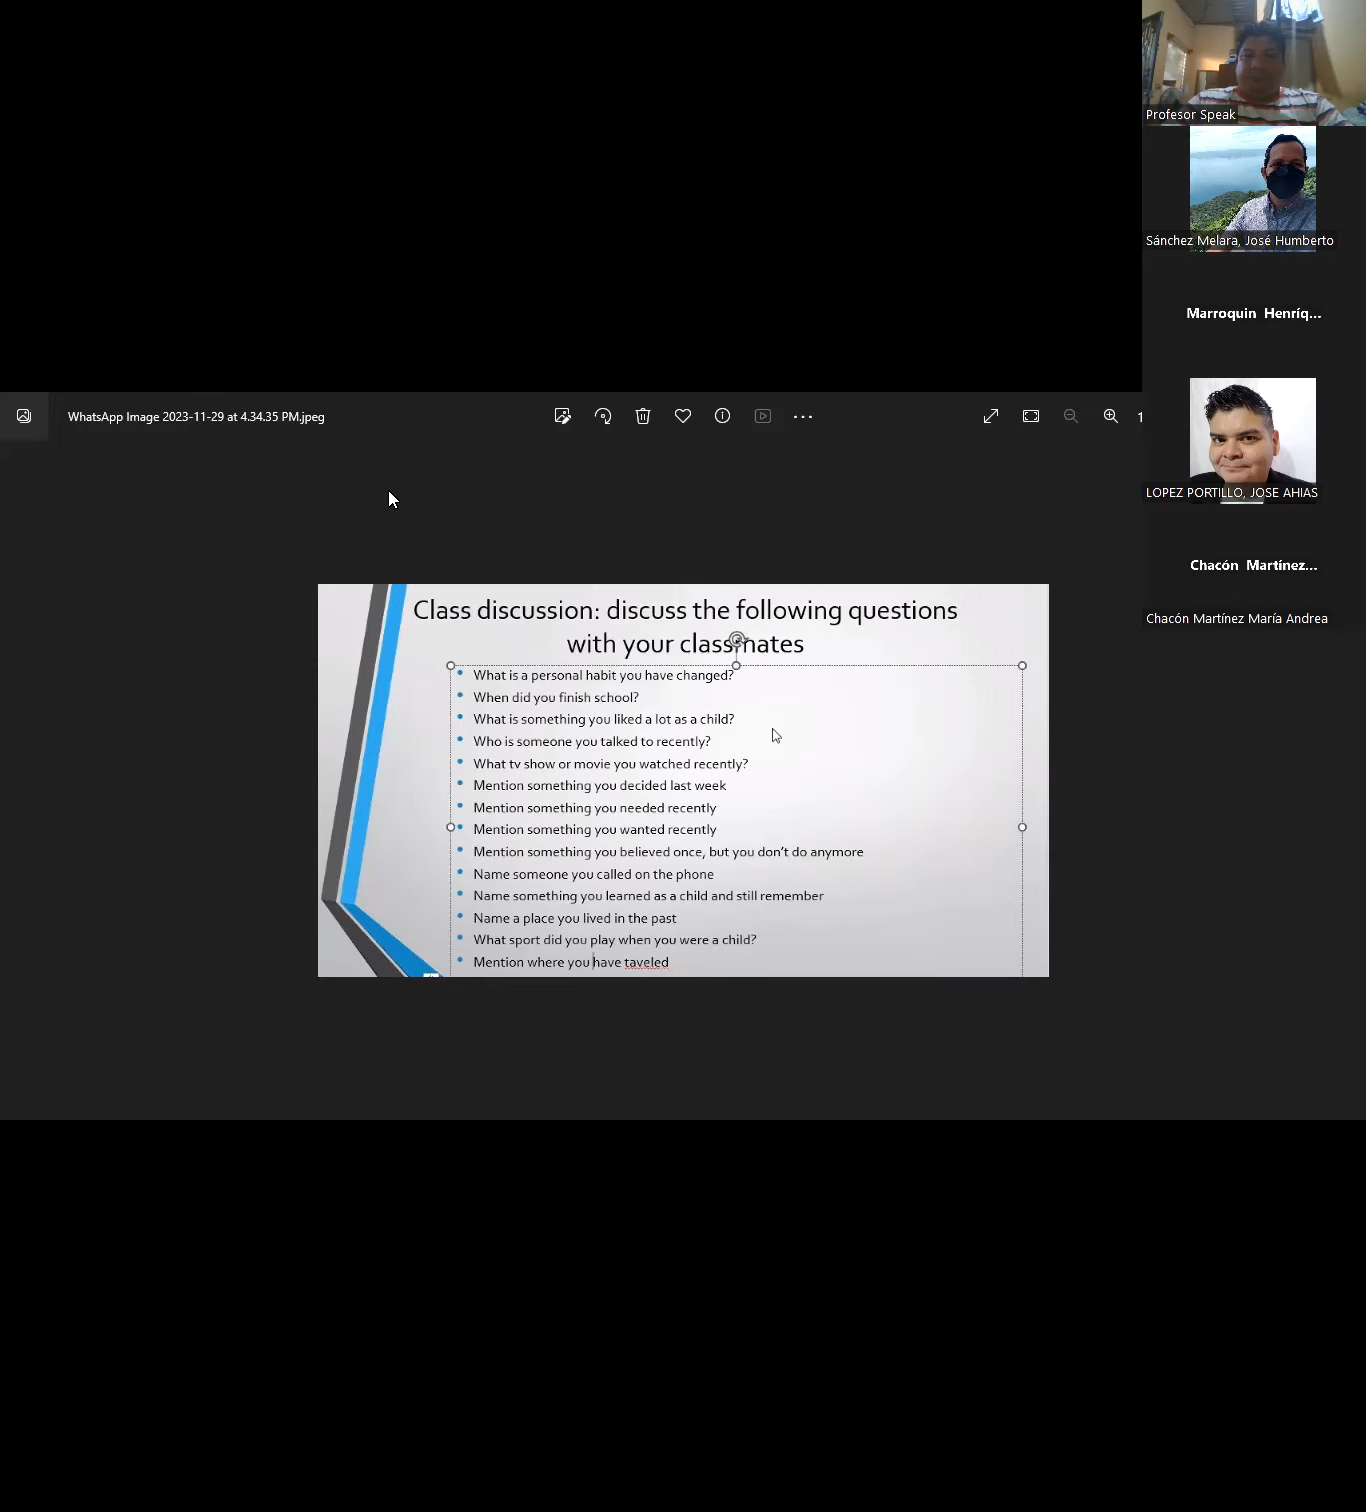 Profesor Speak
Sánchez Melara, José Humberto
Marroquin Henríq...
WhatsApp Image 2023-11-29 at 4.34.35 PM.jpeg
1
LOPEZ PORTILLO, JOSE AHIAS
Chacón Martínez...
Chacón Martínez María Andrea
Class discussion: discuss the following questions
with your classmates
• What is a personal habit you have changed?
• When did you finish school?
• What is something you liked a lot as a child?
• Who is someone you talked to recently?
• What tv show or movie you watched recently?
• Mention something you decided last week
• Mention something you needed recently
• Mention something you wanted recently
• Mention something you believed once, but you don't do anymore
• Name someone you called on the phone
• Name something you learned as a child and still remember
• Name a place you lived in the past
• What sport did you play when you were a child?
• Mention where you have taveled